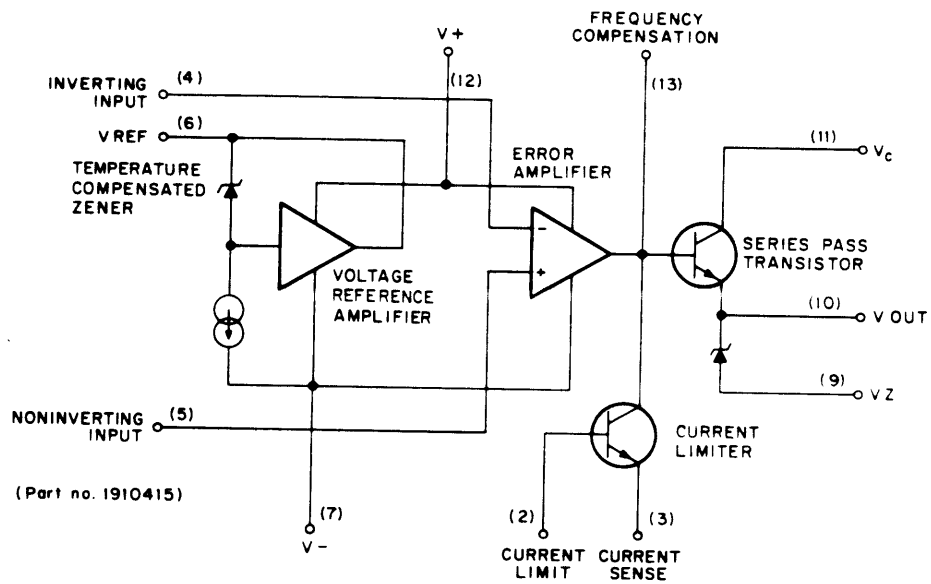 FREQUENCY
COMPENSATION
V+
(13)
(12)
(4)
INVERTING
INPUT
(6)
V REF
TEMPERATURE
COMPENSATED
ZENER
ERROR
AMPLIFIER
(11)
Vc
-
+
VOLTAGE
REFERENCE
AMPLIFIER
SERIES PASS
TRANSISTOR
(10)
V OUT
(9)
VZ
(5)
NONINVERTING
INPUT
CURRENT
LIMITER
(Part no. 1910415)
(7)
V-
(2)
(3)
CURRENT
LIMIT
CURRENT
SENSE